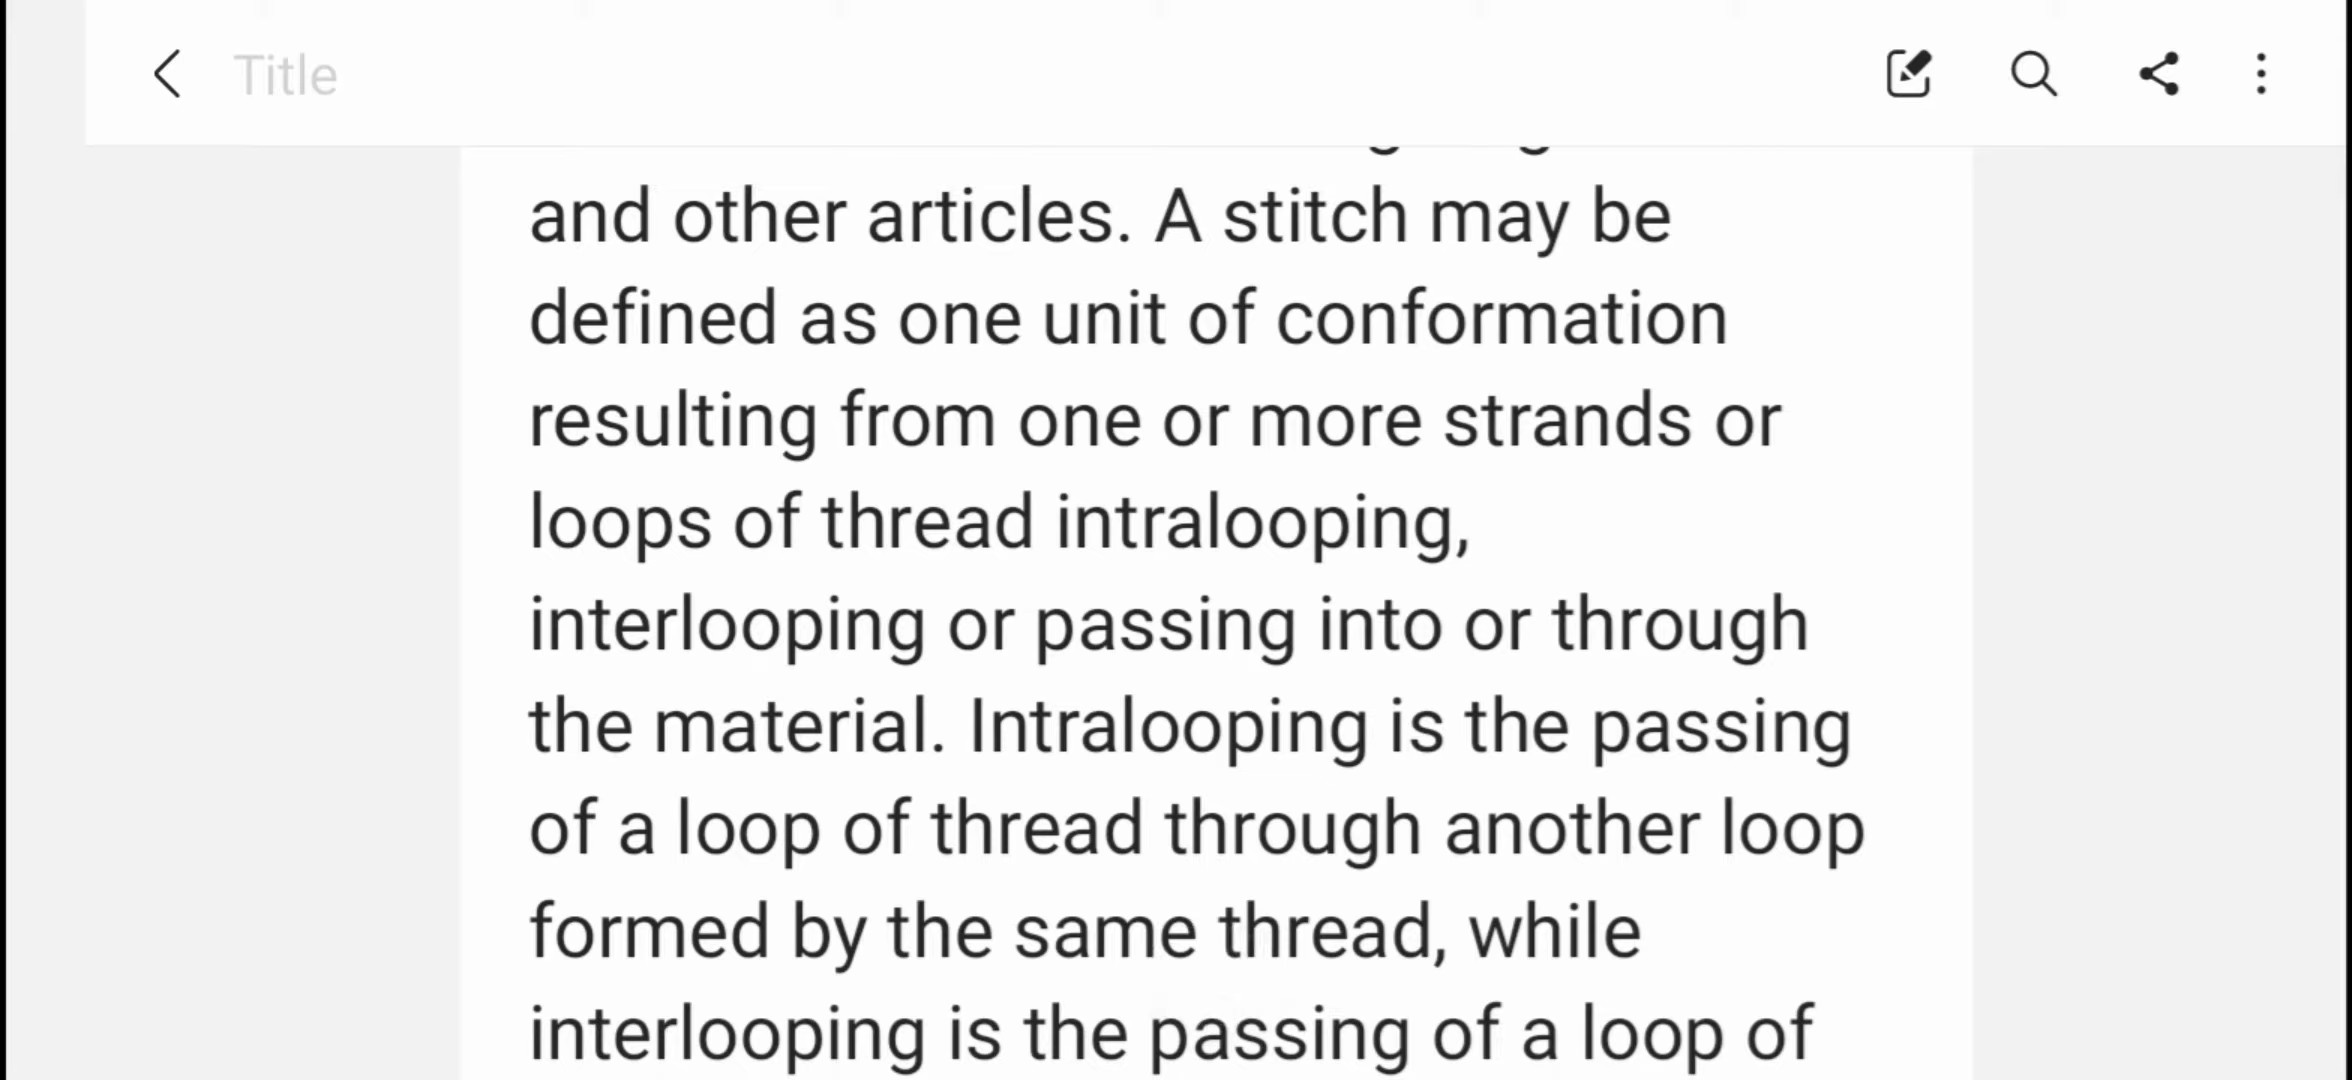 Title
and other articles. A stitch may be
defined as one unit of conformation
resulting from one or more strands or
loops of thread intralooping,
interlooping or passing into or through
the material. Intralooping is the passing
of a loop of thread through another loop
formed by the same thread, while
interlooping is the passing of a loop of